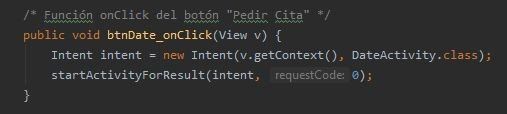 /* Función onClick del botón "Pedir Cita" */
public void btnDate_onClick(View v) {
    Intent intent = new Intent(v.getContext(), DateActivity.class);
    startActivityForResult(intent, requestCode: 0);
}